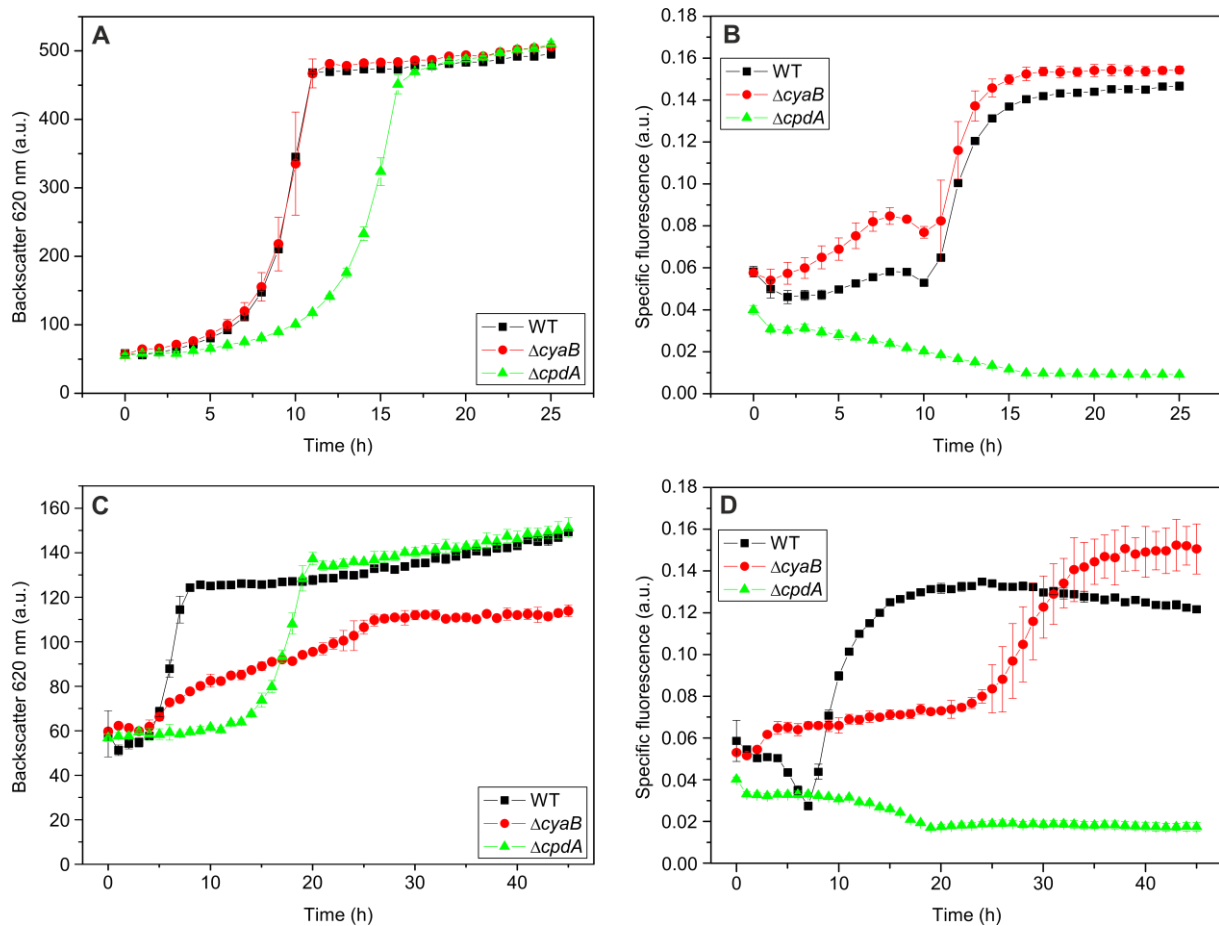 A
Backscatter 620 nm (a.u.)
500
400
300
200
100
0
WT
ΔcyaB
ΔcpdA
0 5 10 15 20 25
Time (h)
B
Specific fluorescence (a.u.)
0.18
0.16
0.14
0.12
0.10
0.08
0.06
0.04
0.02
0.00
WT
ΔcyaB
ΔcpdA
0 5 10 15 20 25
Time (h)
C
Backscatter 620 nm (a.u.)
160
140
120
100
80
60
40
20
0
WT
ΔcyaB
ΔcpdA
0 10 20 30 40
Time (h)
D
Specific fluorescence (a.u.)
0.18
0.16
0.14
0.12
0.10
0.08
0.06
0.04
0.02
0.00
WT
ΔcyaB
ΔcpdA
0 10 20 30 40
Time (h)